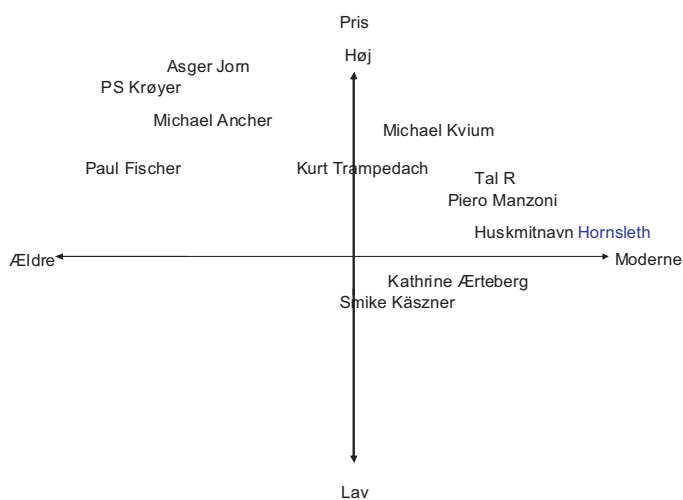 Pris
Høj
Asger Jorn
PS Krøyer
Michael Ancher
Michael Kvium
Paul Fischer
Kurt Trampedach
Tal R
Piero Manzoni
Huskmitnavn Hornsleth
Ældre
Moderne
Kathrine Ærteberg
Smike Käszner
Lav